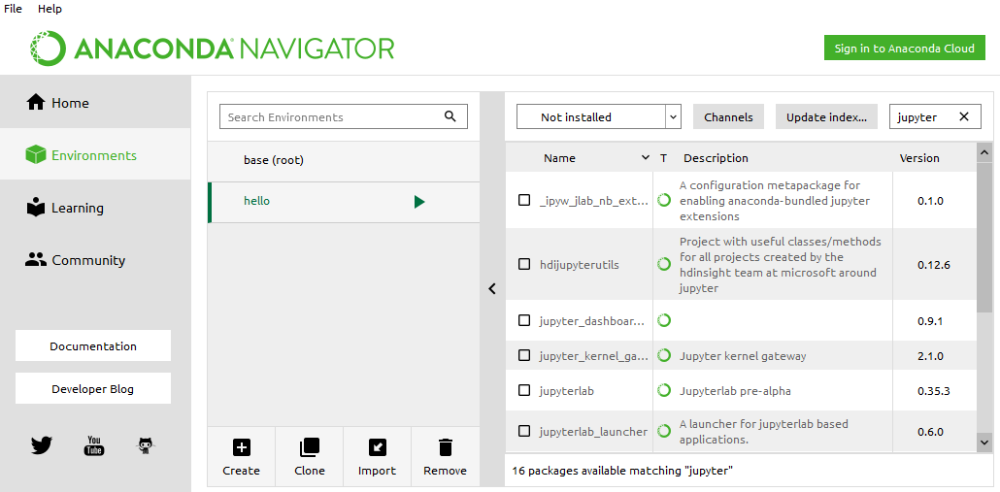 File Help
ANACONDA NAVIGATOR
Sign in to Anaconda Cloud
Home
Environments
Learning
Community
Documentation
Developer Blog
You
Tube
Search Environments
base (root)
hello
Create Clone Import Remove
Not installed Channels Update index... jupyter
Name T Description Version
_ipyw_jlab_nb_ext... A configuration metapackage for
enabling anaconda-bundled jupyter
extensions 0.1.0
hdijupyterutils Project with useful classes/methods
for all projects created by the
hdinsight team at microsoft around
jupyter 0.12.6
jupyter_dashboar... 0.9.1
jupyter_kernel_ga... Jupyter kernel gateway 2.1.0
jupyterlab Jupyterlab pre-alpha 0.35.3
jupyterlab_launcher A launcher for jupyterlab based
applications. 0.6.0
16 packages available matching "jupyter"